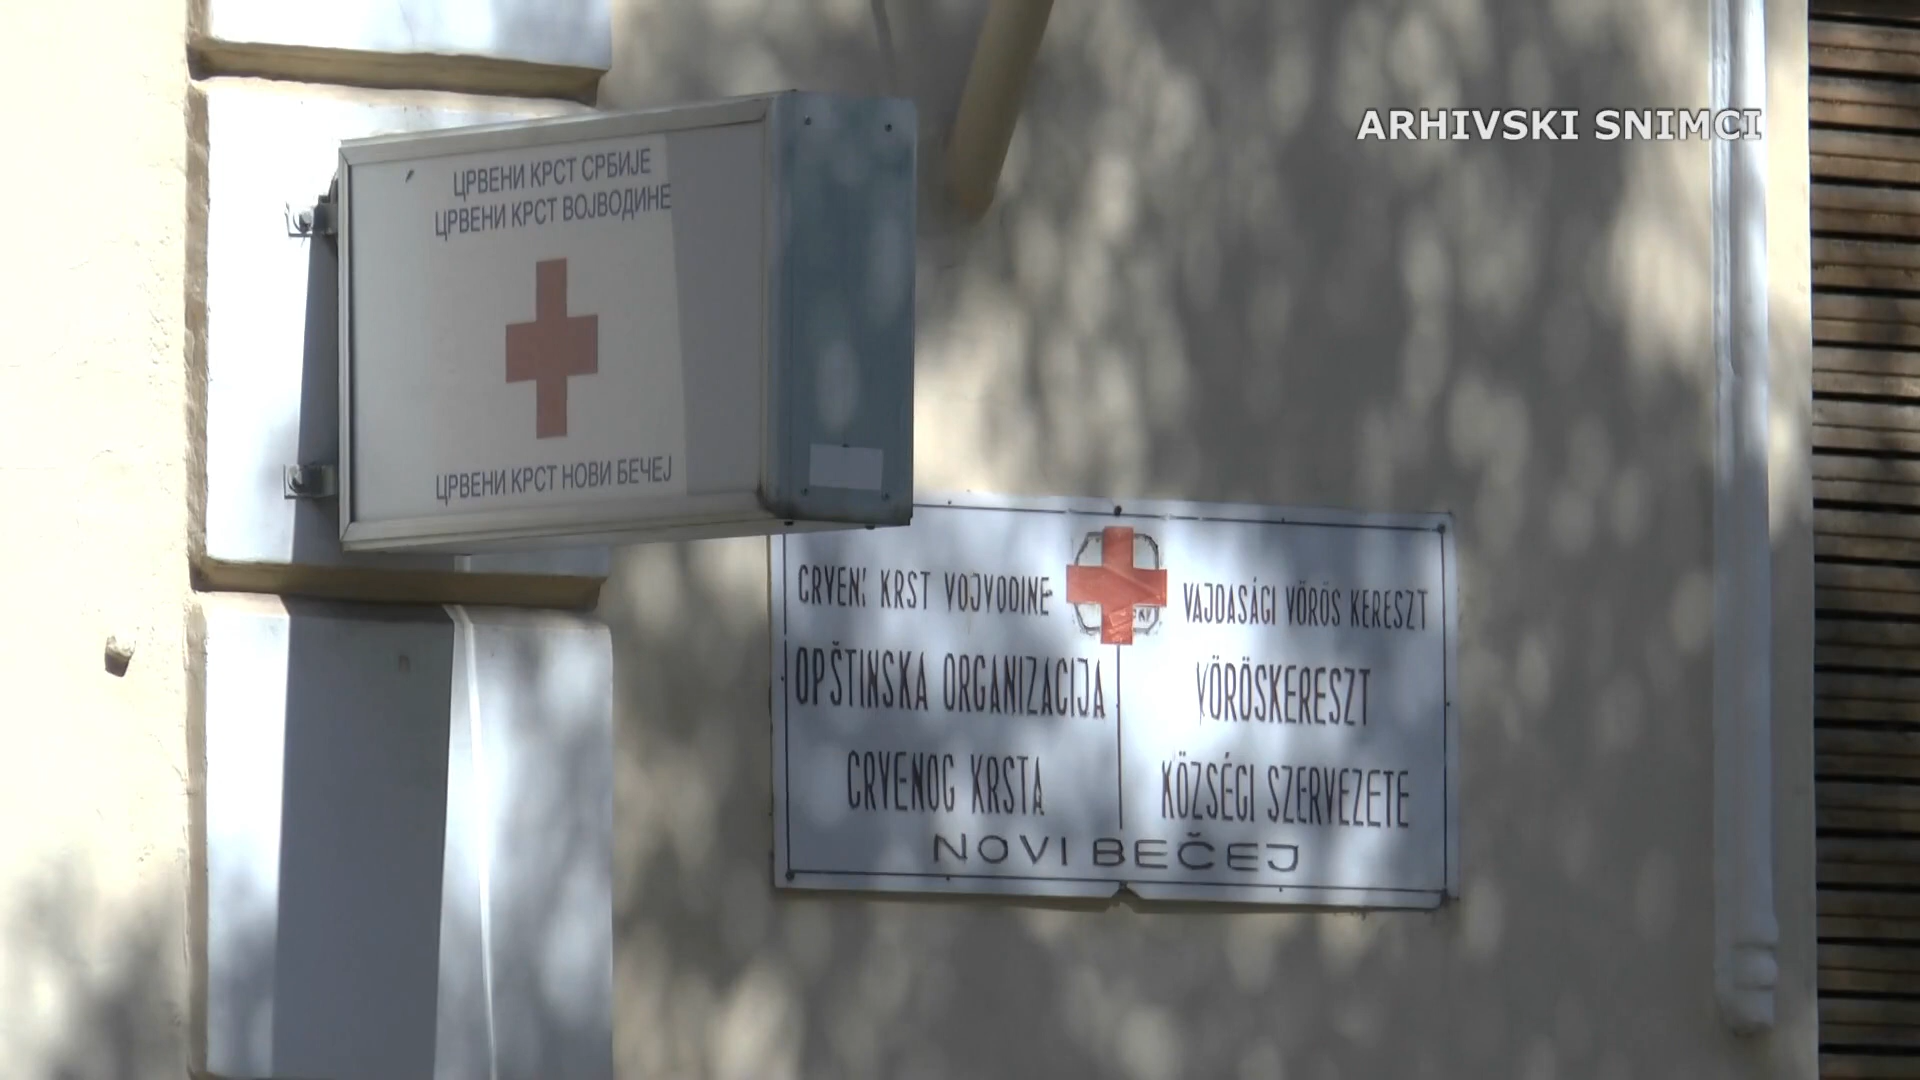 ARHIVSKI SNIMCI
ЦРВЕНИ КРСТ СРБИЈЕ
ЦРВЕНИ КРСТ ВОЈВОДИНЕ
ЦРВЕНИ КРСТ НОВИ БЕЧЕЈ
CRVENI KRST VOJVODINE
OPŠTINSKA ORGANIZACIJA
CRVENOG KRSTA
VAJDASÁGI VÖRÖS KERESZT
VÖRÖSKERESZT
KÖZSÉGI SZERVEZETE
NOVI BEČEJ